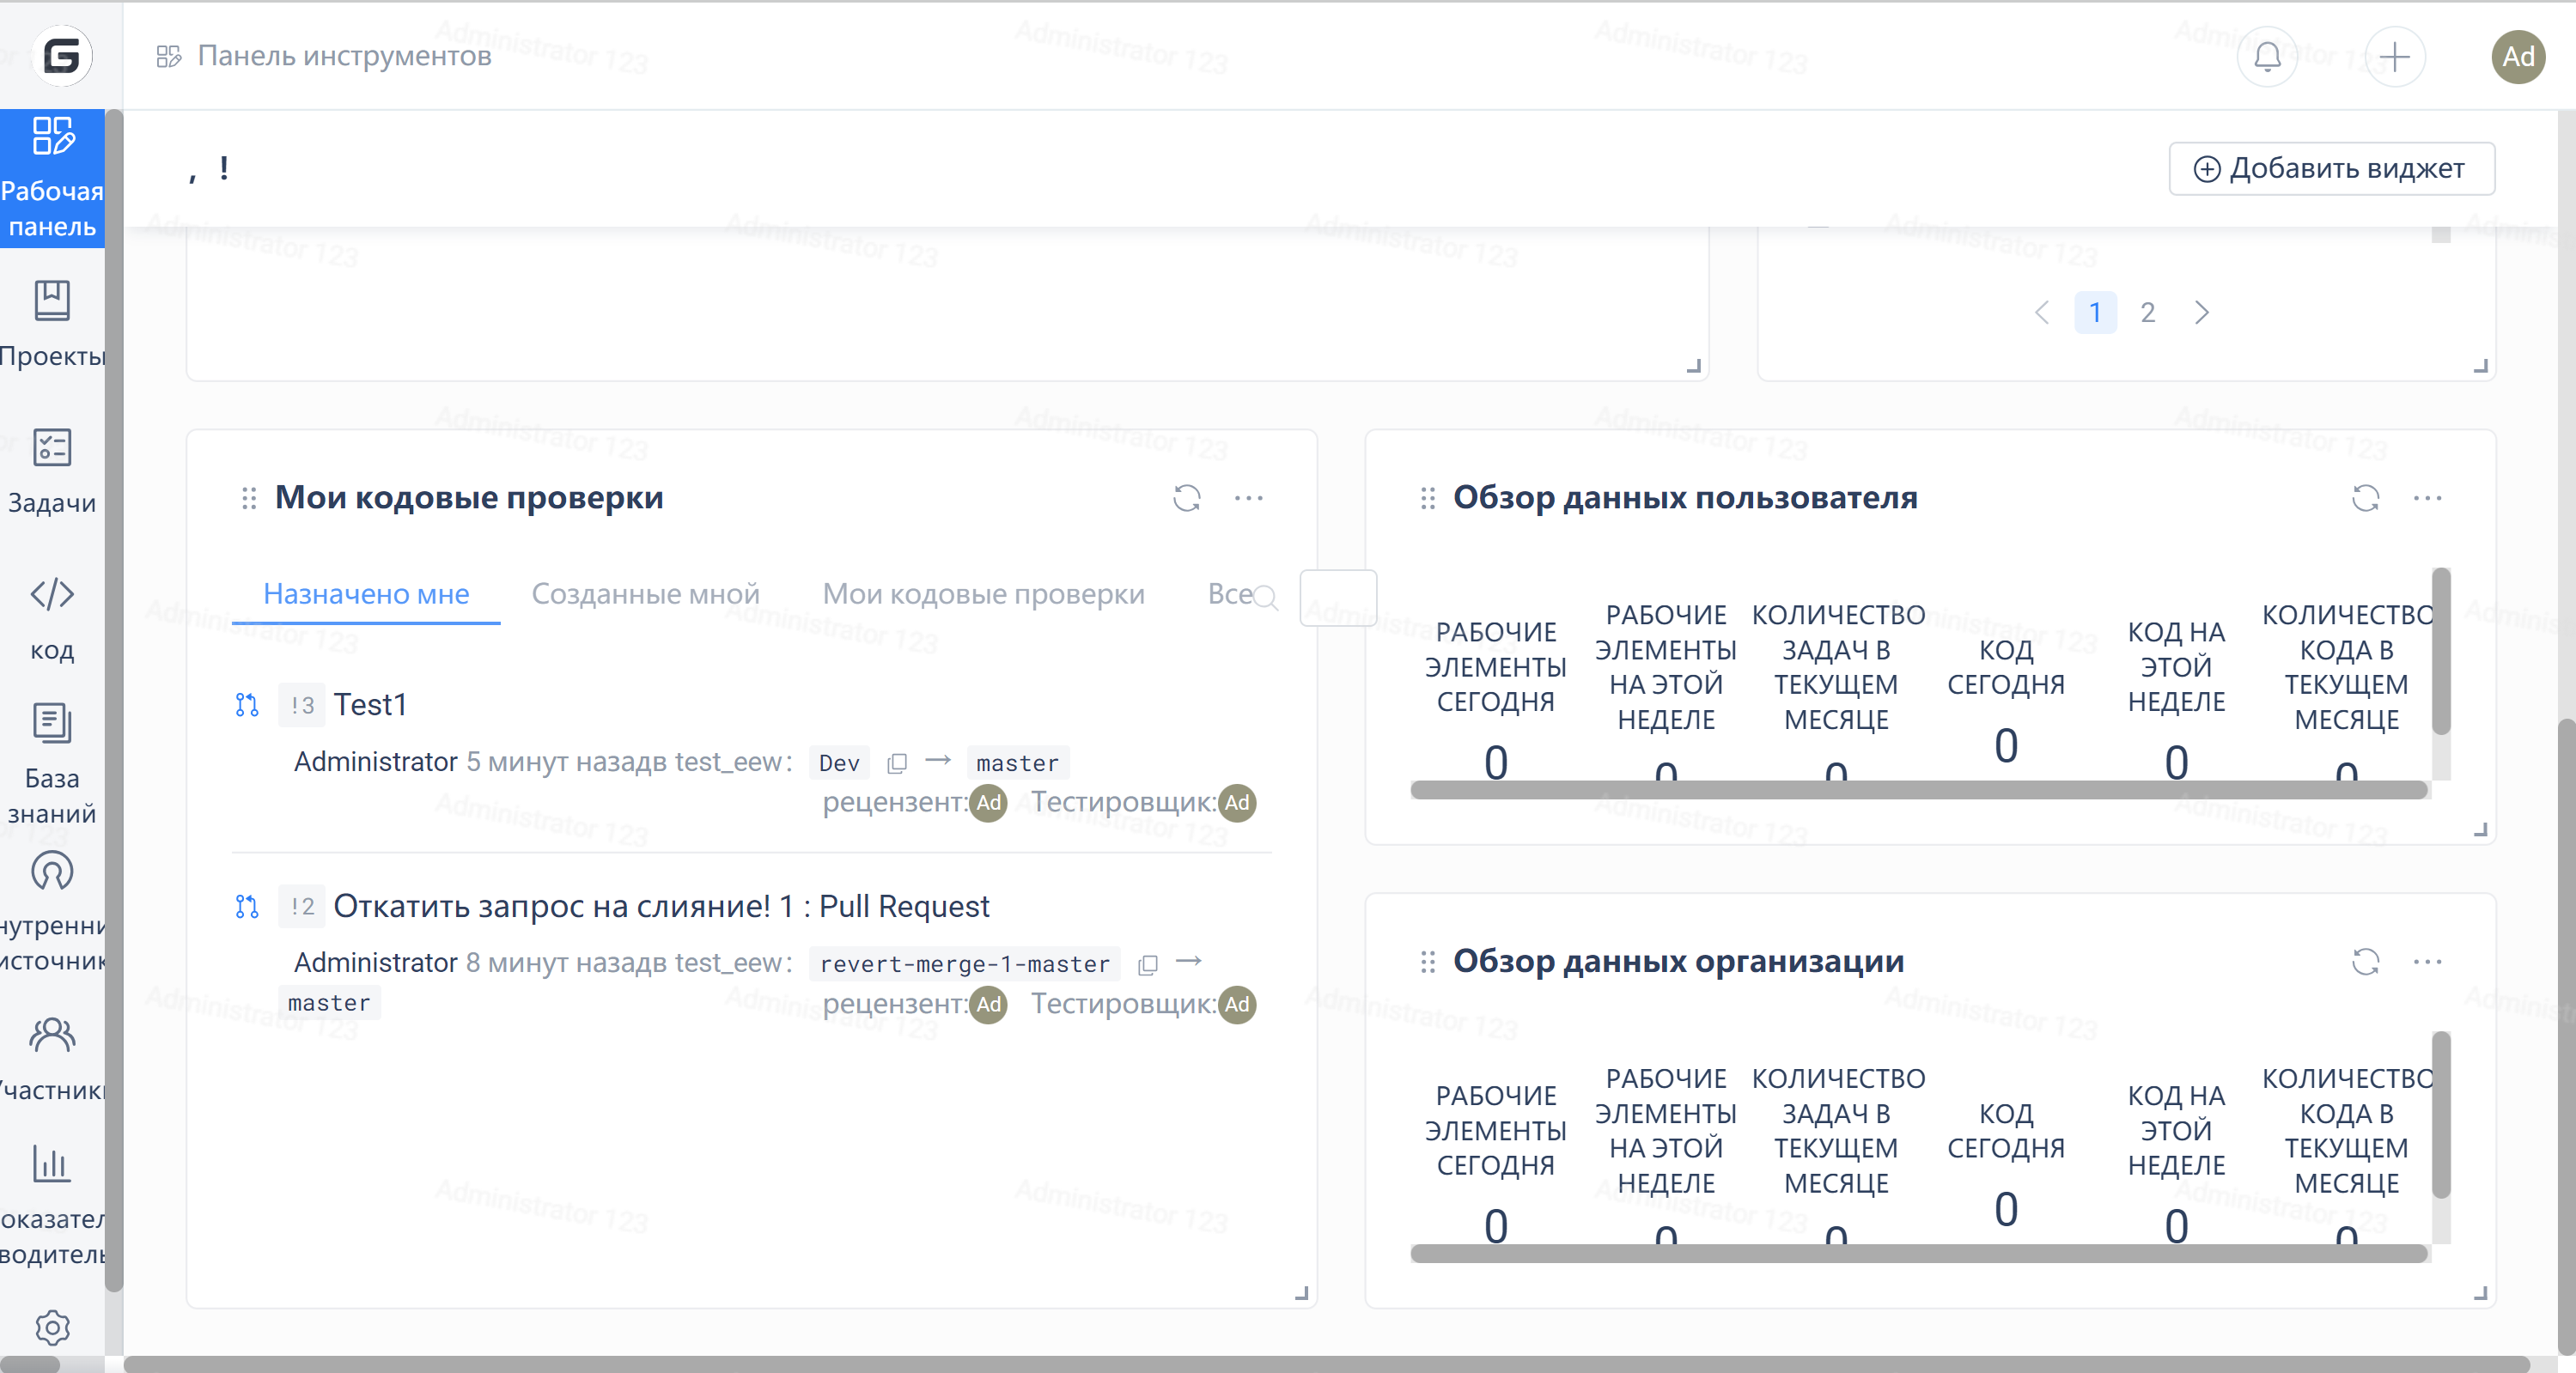 Панель инструментов
Ad
Рабочая
панель
Проекты
Задачи
код
База
знаний
нутренни
источник
Участники
оказател
водитель
, !
Добавить виджет
1 2
Мои кодовые проверки
Назначено мне Созданные мной Мои кодовые проверки Все
!3 Test1
Administrator 5 минут назадв test_eew: Dev → master
рецензент: Ad Тестировщик: Ad
!2 Откатить запрос на слияние! 1 : Pull Request
Administrator 8 минут назадв test_eew: revert-merge-1-master →
master
рецензент: Ad Тестировщик: Ad
Обзор данных пользователя
РАБОЧИЕ
ЭЛЕМЕНТЫ
СЕГОДНЯ
0
РАБОЧИЕ
ЭЛЕМЕНТЫ
НА ЭТОЙ
НЕДЕЛЕ
0
КОЛИЧЕСТВО
ЗАДАЧ В
ТЕКУЩЕМ
МЕСЯЦЕ
0
КОД
СЕГОДНЯ
0
КОД НА
ЭТОЙ
НЕДЕЛЕ
0
КОЛИЧЕСТВО
КОДА В
ТЕКУЩЕМ
МЕСЯЦЕ
0
Обзор данных организации
РАБОЧИЕ
ЭЛЕМЕНТЫ
СЕГОДНЯ
0
РАБОЧИЕ
ЭЛЕМЕНТЫ
НА ЭТОЙ
НЕДЕЛЕ
0
КОЛИЧЕСТВО
ЗАДАЧ В
ТЕКУЩЕМ
МЕСЯЦЕ
0
КОД
СЕГОДНЯ
0
КОД НА
ЭТОЙ
НЕДЕЛЕ
0
КОЛИЧЕСТВО
КОДА В
ТЕКУЩЕМ
МЕСЯЦЕ
0
Administrator 123